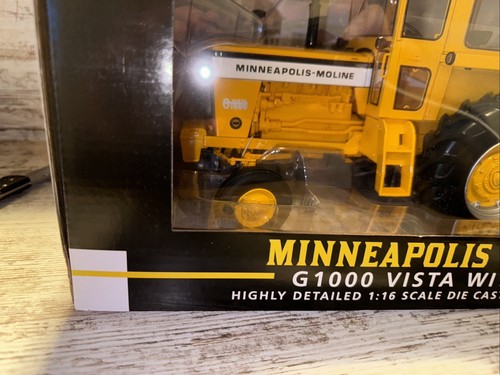 MINNEAPOLIS-MOLINE
MINNEAPOLIS
G1000 VISTA WI
HIGHLY DETAILED 1:16 SCALE DIE CAST